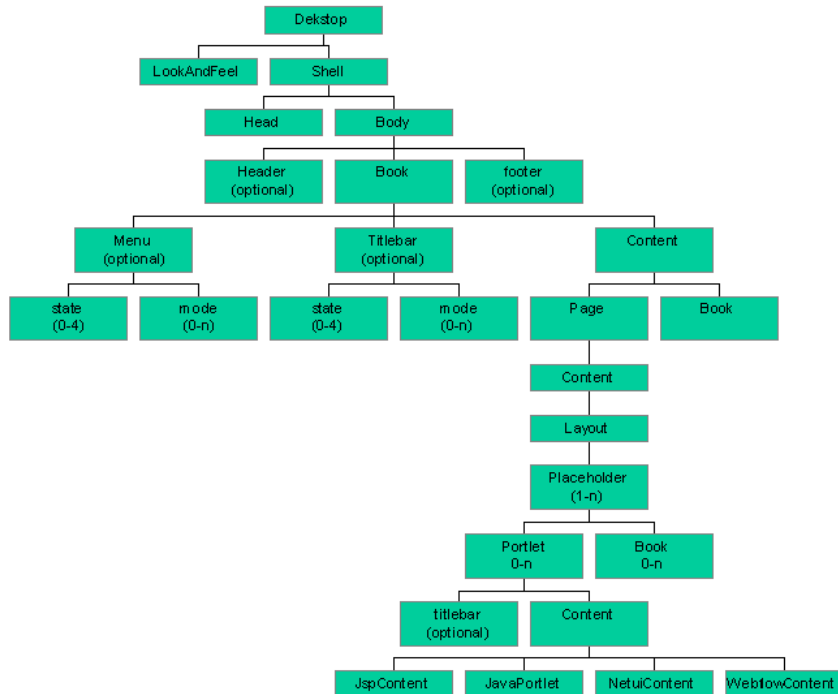 Dekstop
LookAndFeel
Shell
Head
Body
Header
(optional)
Book
footer
(optional)
Menu
(optional)
Titlebar
(optional)
Content
state
(0-4)
mode
(0-n)
state
(0-4)
mode
(0-n)
Page
Book
Content
Layout
Placeholder
(1-n)
Portlet
0-n
Book
0-n
titlebar
(optional)
Content
JspContent
JavaPortlet
NetuiContent
WebflowContent